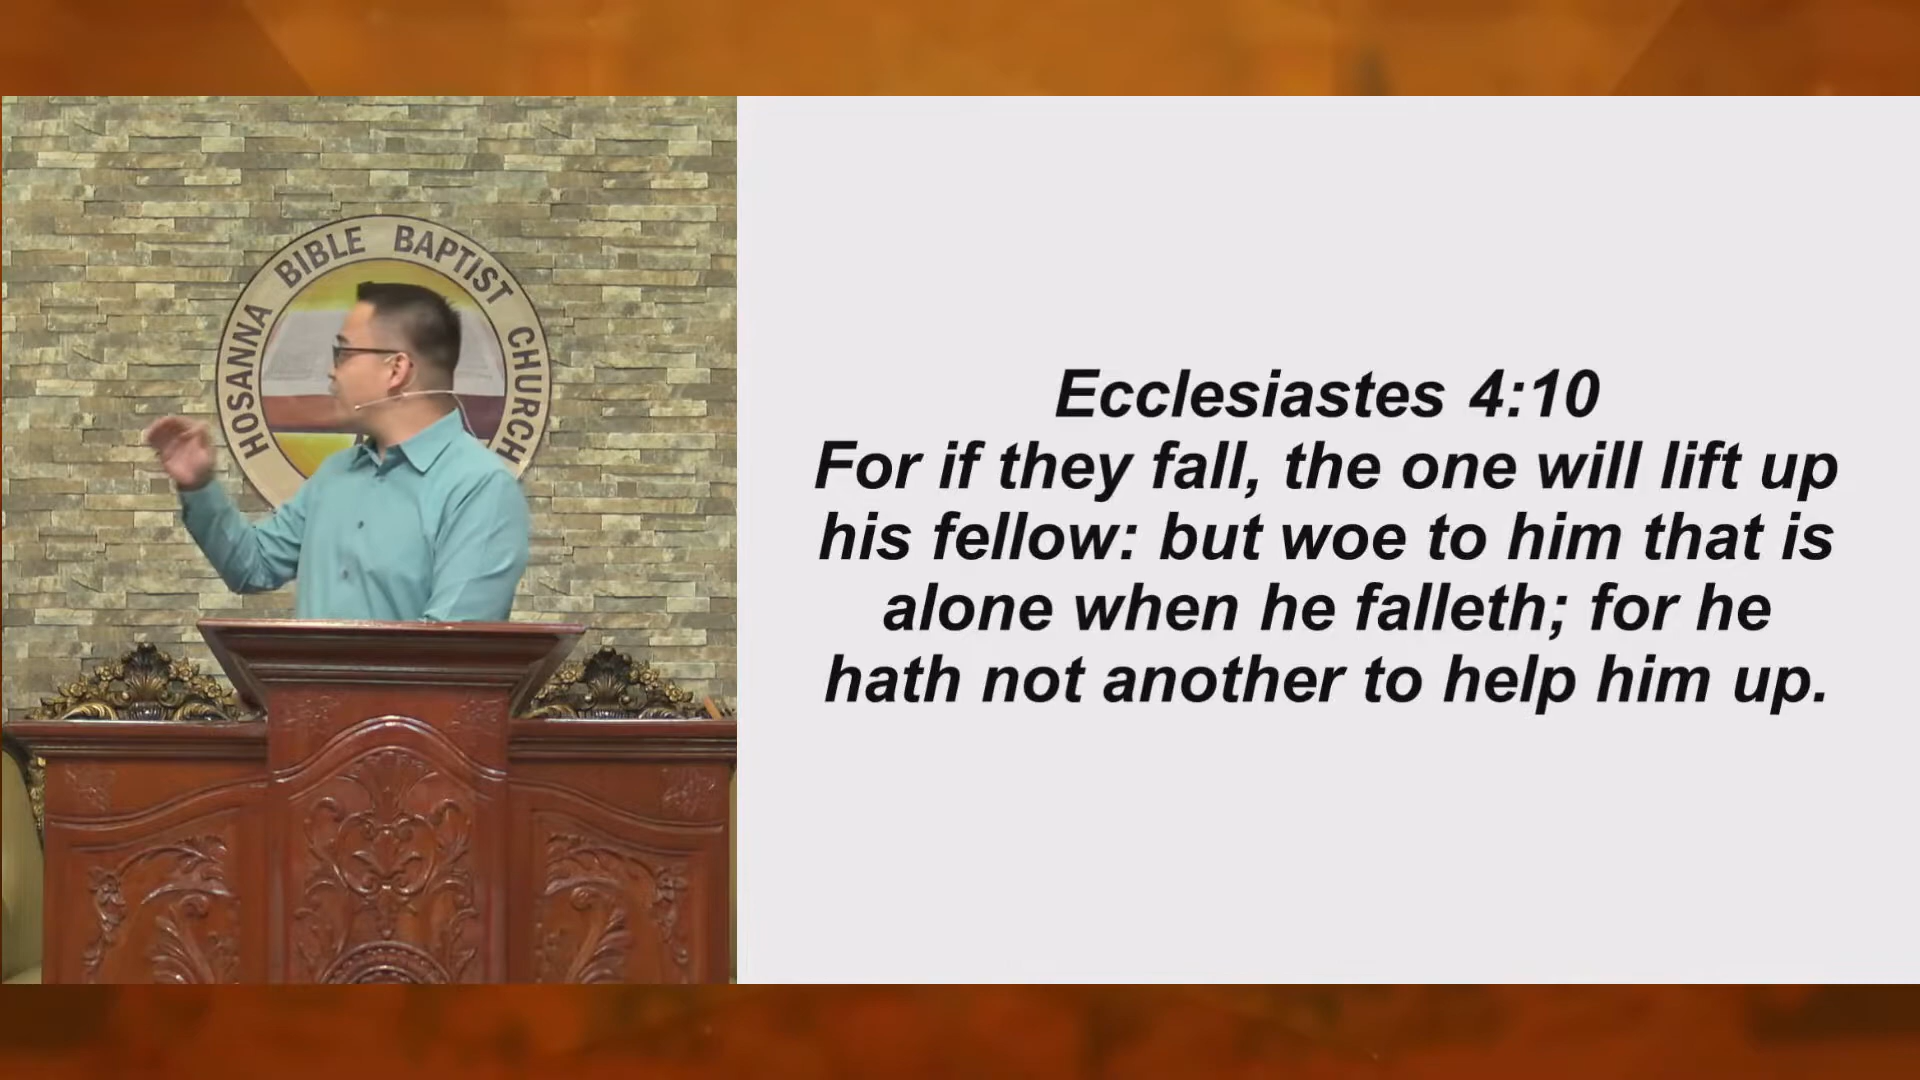 HOSANNA BIBLE BAPTIST CHURCH
Ecclesiastes 4:10
For if they fall, the one will lift up
his fellow: but woe to him that is
alone when he falleth; for he
hath not another to help him up.